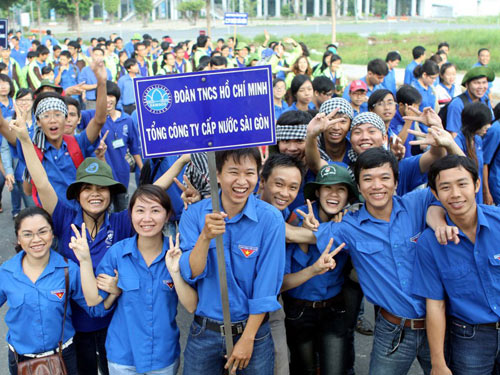 ĐOÀN TNCS HỒ CHÍ MINH
TỔNG CÔNG TY CẤP NƯỚC SÀI GÒN